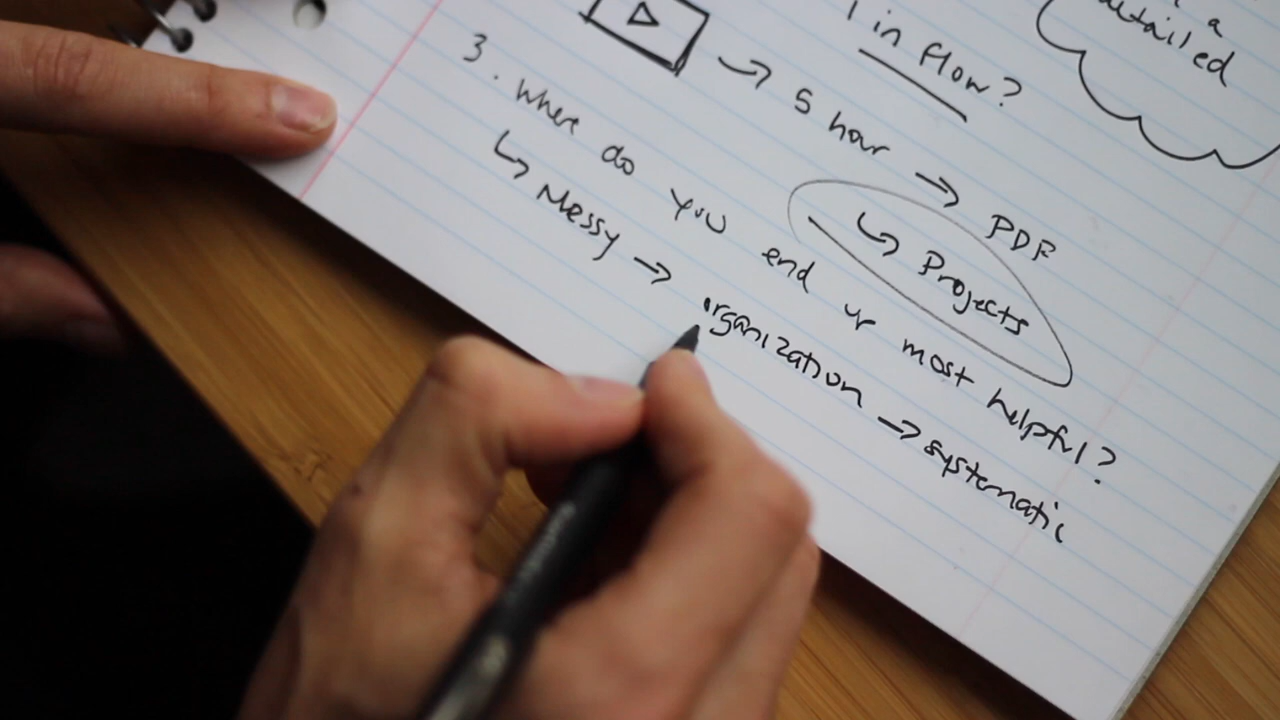 a
detailed
in flow?
→ 5 hour → PDF
↳ Projects
3. Where do you end up most helpful?
↳ Messy → organization → systematic